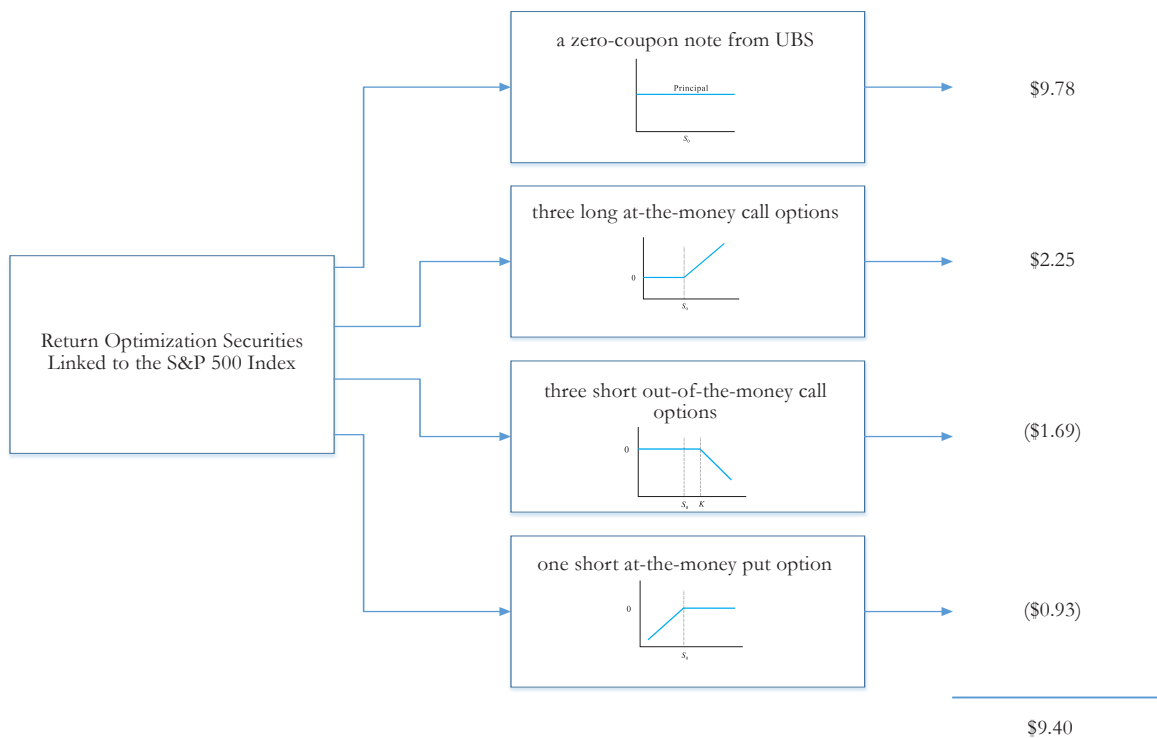 a zero-coupon note from UBS
Principal
S₀
$9.78
three long at-the-money call options
0
S₀
$2.25
Return Optimization Securities
Linked to the S&P 500 Index
three short out-of-the-money call
options
0
S₀ K
($1.69)
one short at-the-money put option
0
S₀
($0.93)
$9.40